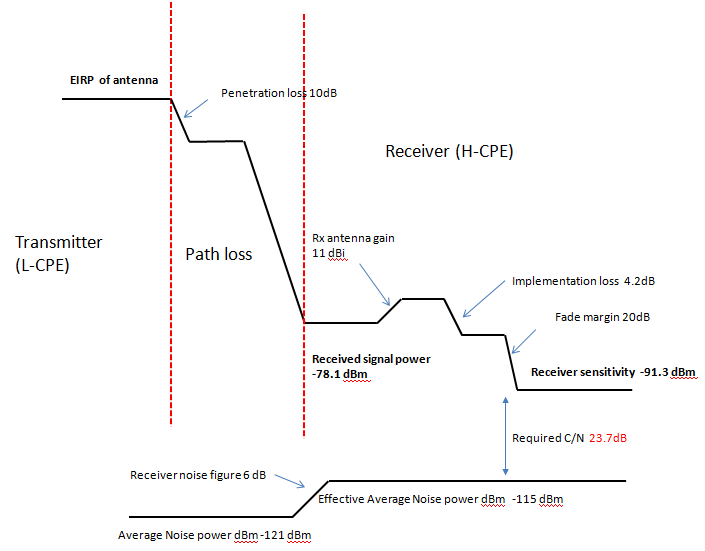 EIRP of antenna
Penetration loss 10dB
Receiver (H-CPE)
Transmitter
(L-CPE)
Path loss
Rx antenna gain
11 dBi
Implementation loss 4.2dB
Fade margin 20dB
Received signal power
-78.1 dBm
Receiver sensitivity -91.3 dBm
Required C/N 23.7dB
Receiver noise figure 6 dB
Effective Average Noise power dBm -115 dBm
Average Noise power dBm -121 dBm